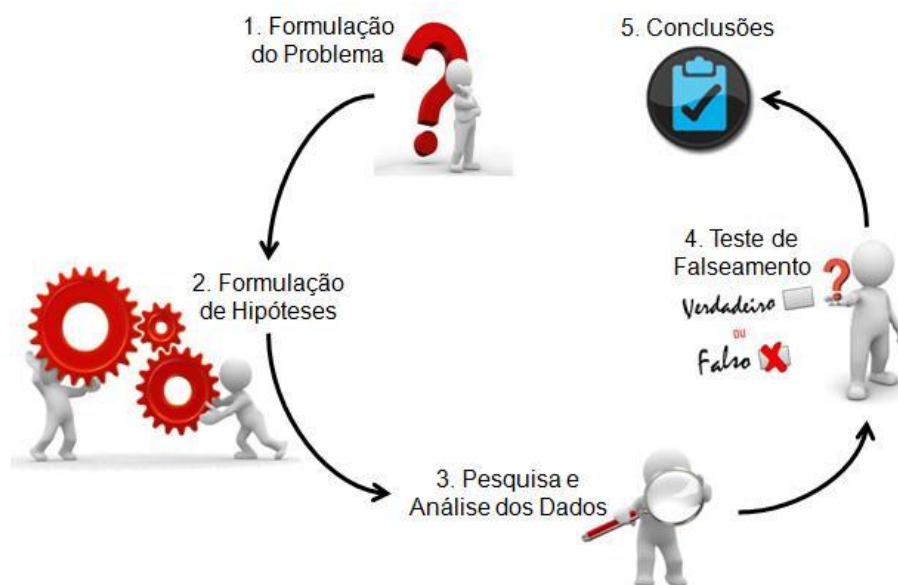 1. Formulação
do Problema
2. Formulação
de Hipóteses
3. Pesquisa e
Análise dos Dados
4. Teste de
Falseamento
Verdadeiro
ou
Falso
5. Conclusões